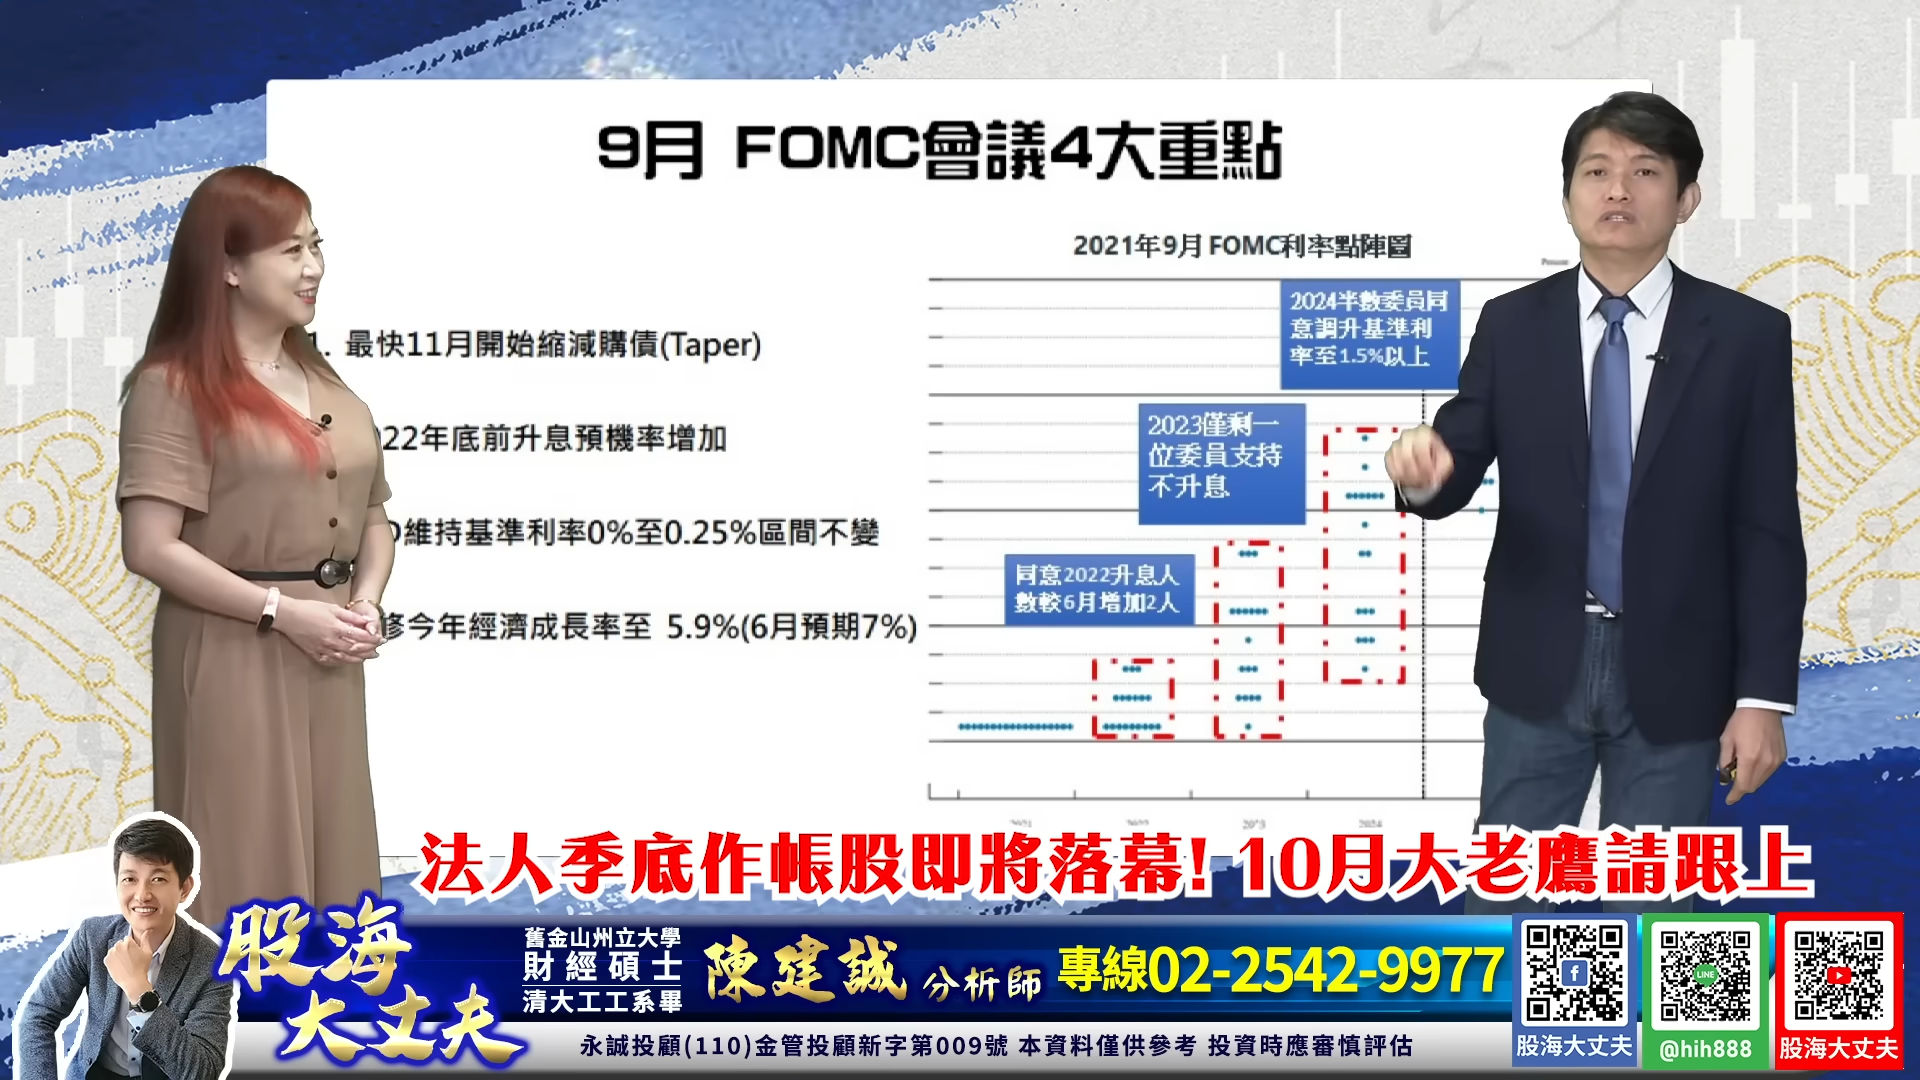 9月 FOMC會議4大重點
1. 最快11月開始縮減購債(Taper)
22年底前升息預機率增加
維持基準利率0%至0.25%區間不變
修今年經濟成長率至 5.9%(6月預期7%)
2021年9月FOMC利率點陣圖
Percent
2024半數委員同
意調升基準利
率至1.5%以上
2023僅剩一
位委員支持
不升息
同意2022升息人
數較6月增加2人
2021 2022 2023 2024
法人季底作帳股即將落幕! 10月大老鷹請跟上
股海
大丈夫
舊金山州立大學
財經碩士
清大工工系畢
陳建誠 分析師
專線02-2542-9977
永誠投顧(110)金管投顧新字第009號 本資料僅供參考 投資時應審慎評估
股海大丈夫
LINE
@hih888
股海大丈夫